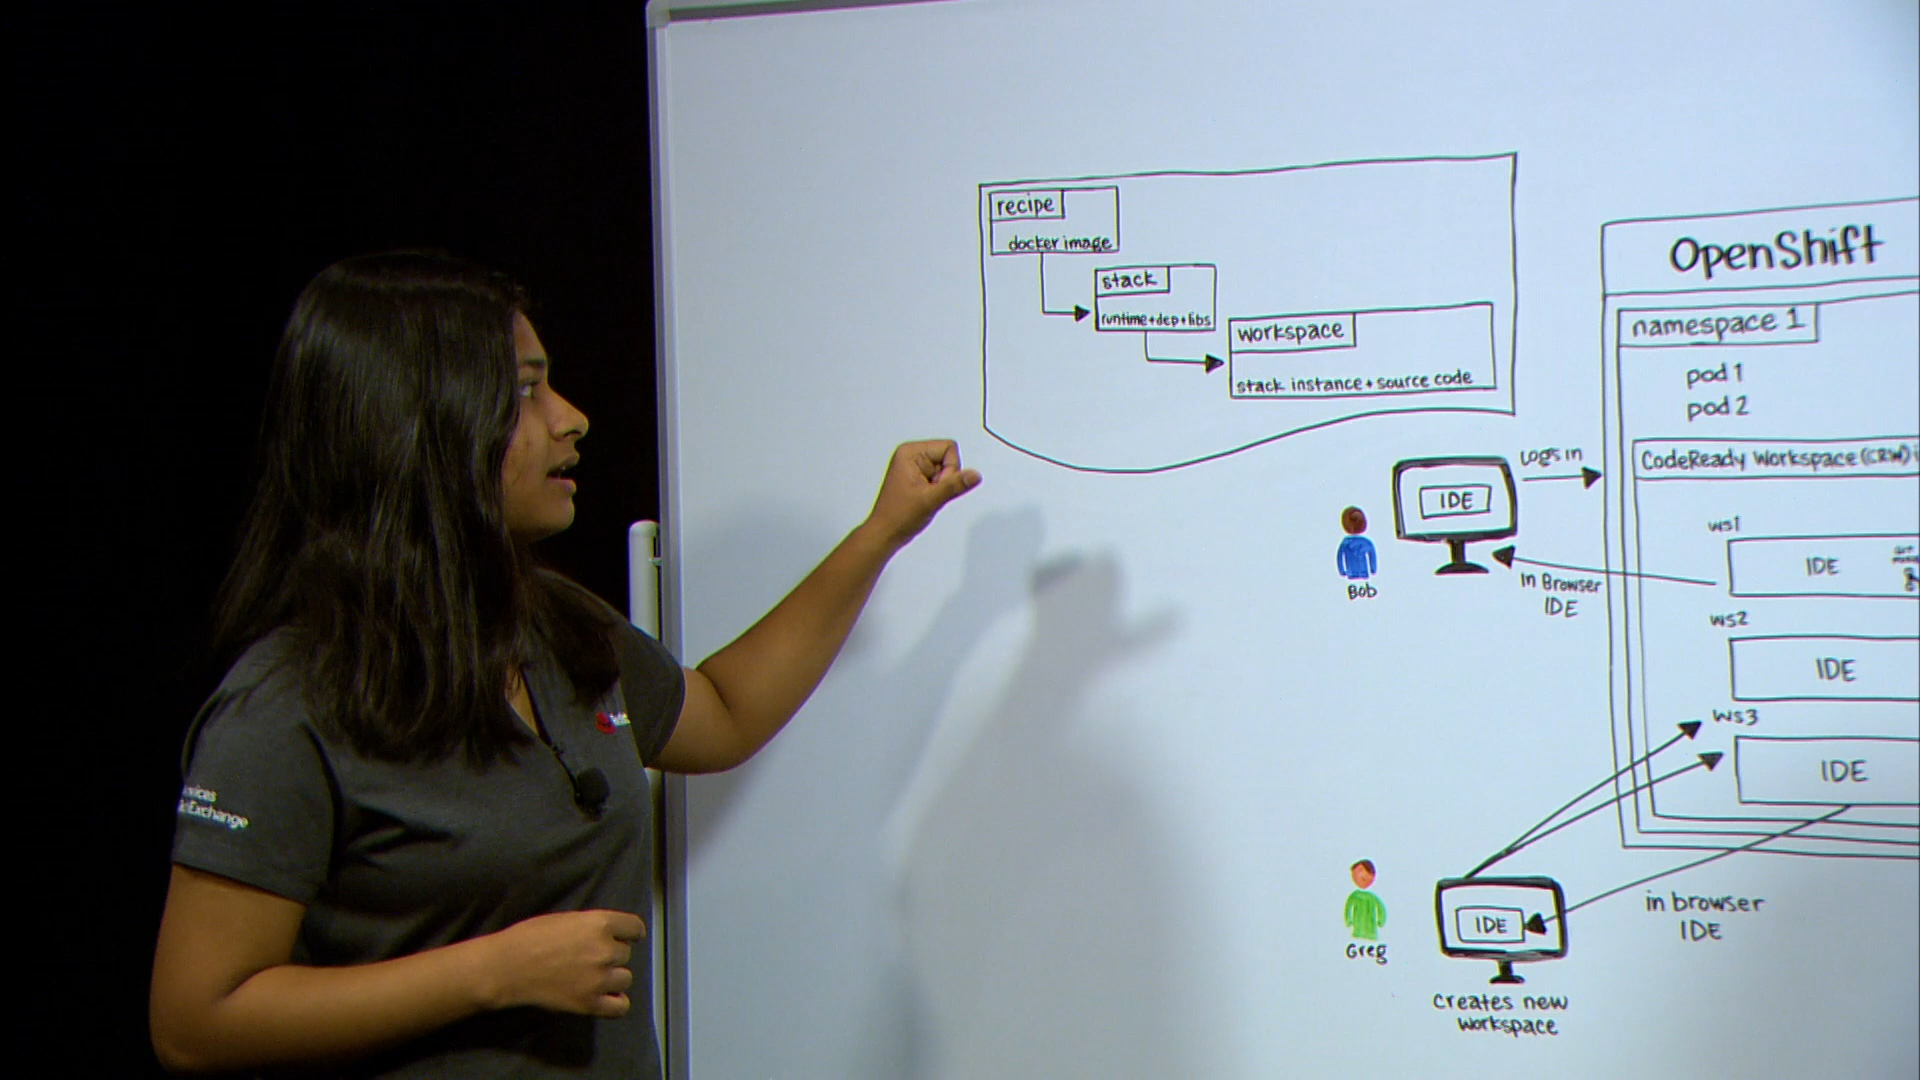 recipe
docker image
stack
runtime+dep+libs
workspace
stack instance + source code
OpenShift
namespace 1
pod 1
pod 2
CodeReady Workspace (CRW)
Logs in
IDE
Bob
In Browser
IDE
ws1
IDE
ws2
IDE
ws3
IDE
Greg
IDE
creates new
workspace
in browser
IDE
Exchange